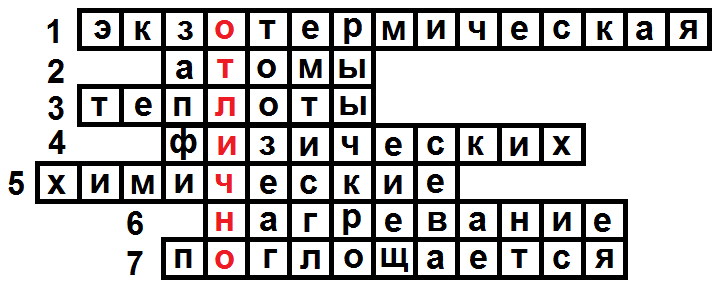 1 экзотермическая
2 атомы
3 теплоты
4 физических
5 химические
6 нагревание
7 поглощается